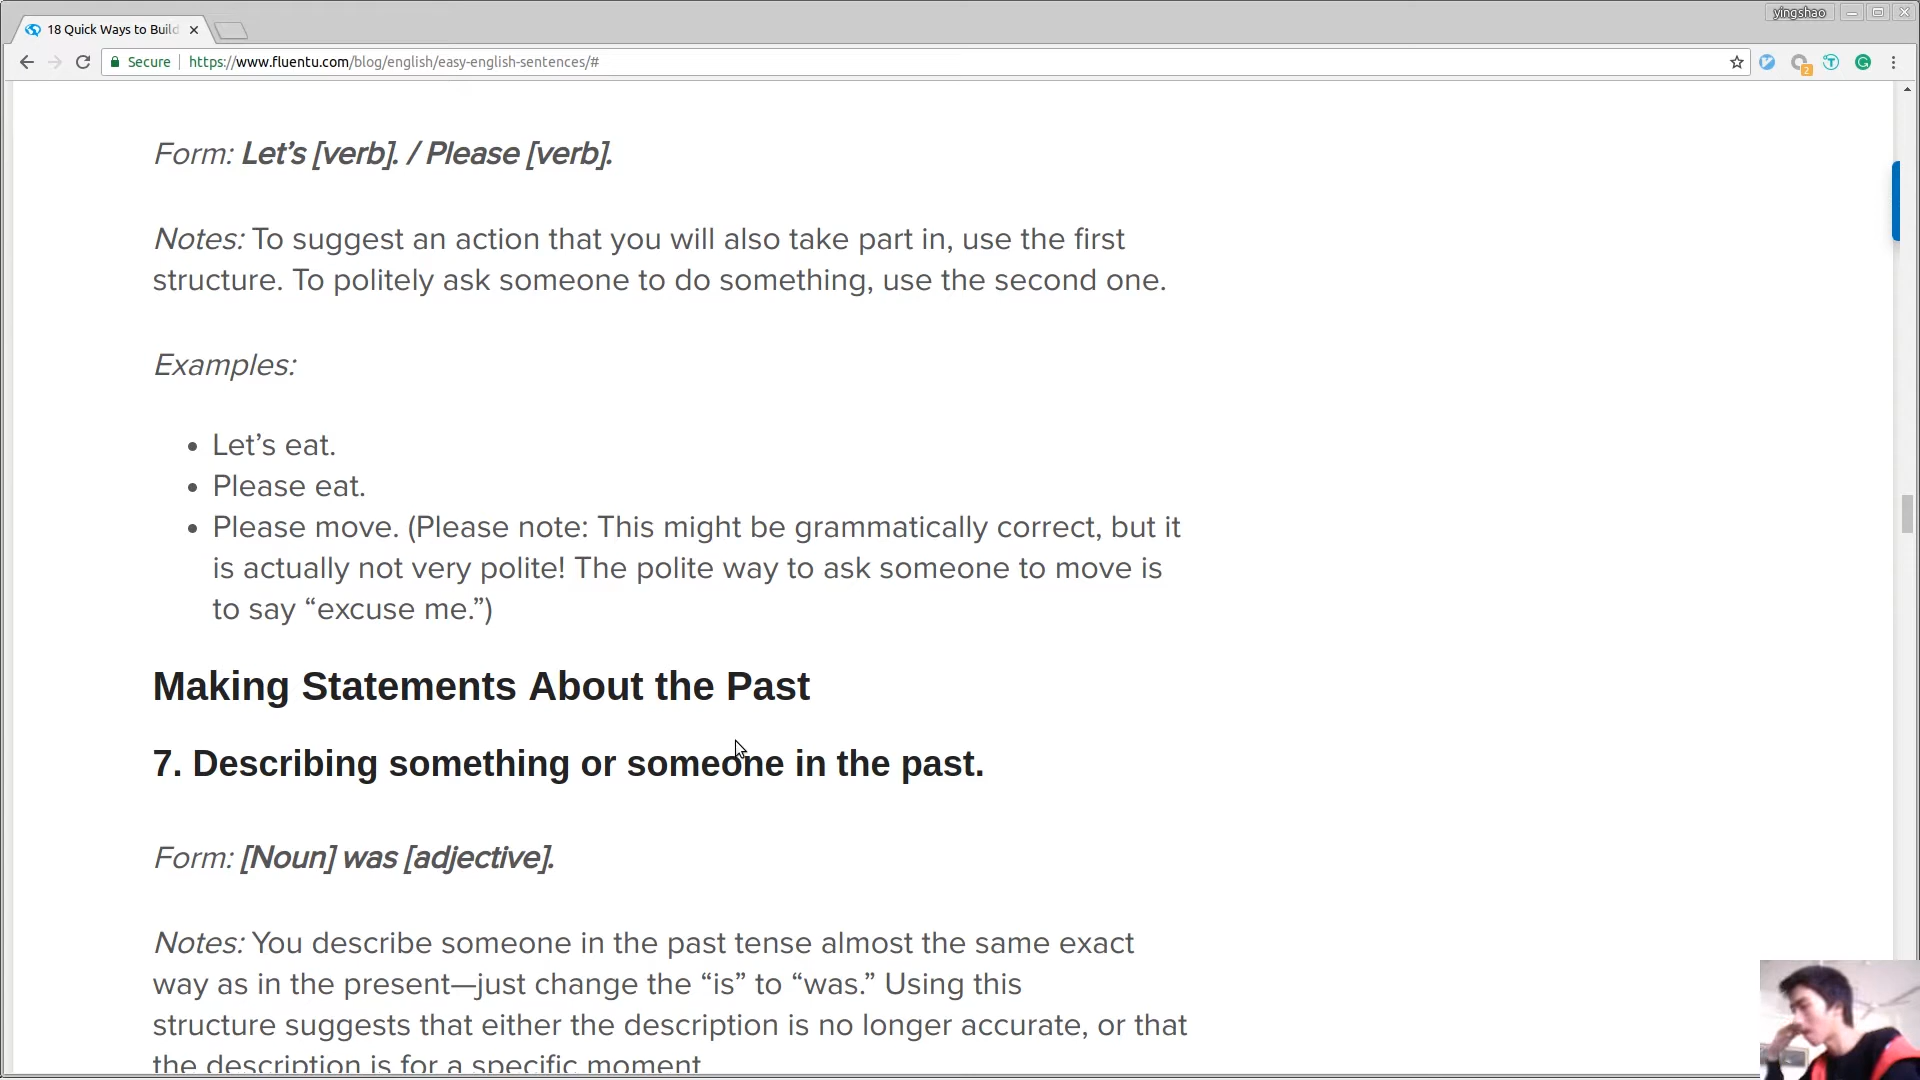 yingshao
18 Quick Ways to Build
Secure
https://www.fluentu.com/blog/english/easy-english-sentences/#
2
Form: Let’s [verb]. / Please [verb].
Notes: To suggest an action that you will also take part in, use the first
structure. To politely ask someone to do something, use the second one.
Examples:
• Let’s eat.
• Please eat.
• Please move. (Please note: This might be grammatically correct, but it
is actually not very polite! The polite way to ask someone to move is
to say “excuse me.”)
Making Statements About the Past
7. Describing something or someone in the past.
Form: [Noun] was [adjective].
Notes: You describe someone in the past tense almost the same exact
way as in the present—just change the “is” to “was.” Using this
structure suggests that either the description is no longer accurate, or that
the description is for a specific moment